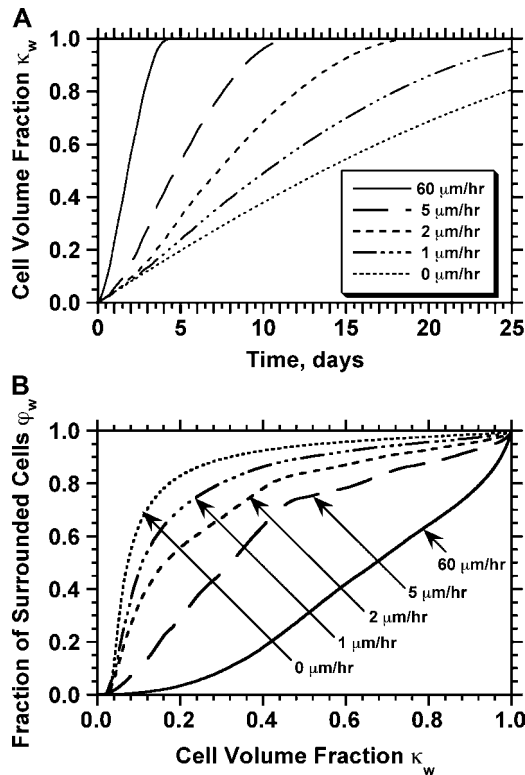 A
Cell Volume Fraction κw
1.0
0.8
0.6
0.4
0.2
0.0
60 μm/hr
5 μm/hr
2 μm/hr
1 μm/hr
0 μm/hr
0 5 10 15 20 25
Time, days
B
Fraction of Surrounded Cells φw
1.0
0.8
0.6
0.4
0.2
0.0
60 μm/hr
5 μm/hr
2 μm/hr
1 μm/hr
0 μm/hr
0.0 0.2 0.4 0.6 0.8 1.0
Cell Volume Fraction κw